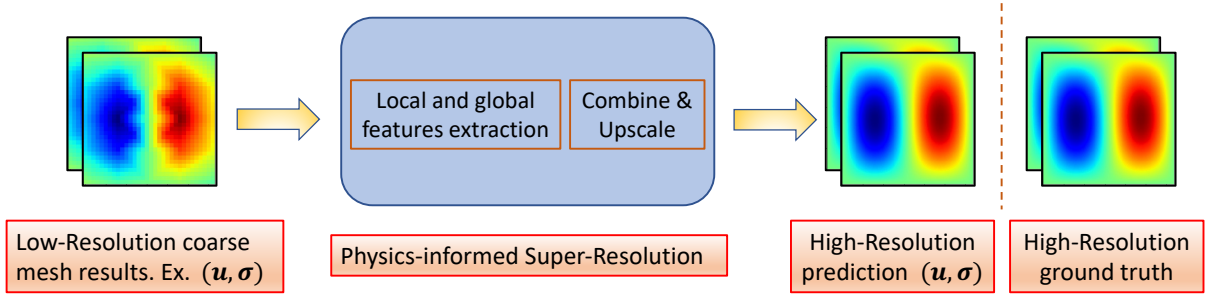 Local and global
features extraction
Combine &
Upscale
Low-Resolution coarse
mesh results. Ex. (u, σ)
Physics-informed Super-Resolution
High-Resolution
prediction (u, σ)
High-Resolution
ground truth